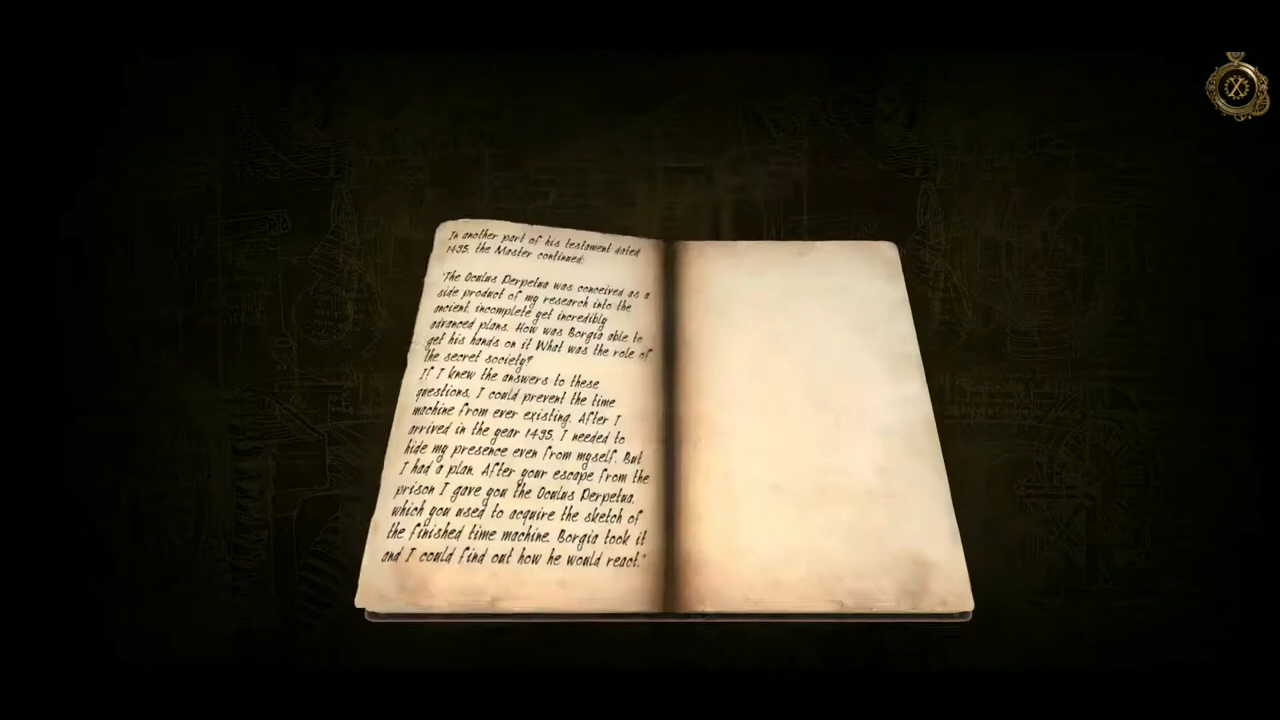 In another part of his testament dated
1495, the Master continued:
"The Oculus Perpetua was conceived as a
side product of my research into the
ancient, incomplete get incredibly
advanced plans. How was Borgia able to
get his hands on it What was the role of
the secret society?
If I knew the answers to these
questions, I could prevent the time
machine from ever existing. After I
arrived in the year 1495, I needed to
hide my presence even from myself. But
I had a plan. After your escape from the
prison I gave you the Oculus Perpetua,
which you used to acquire the sketch of
the finished time machine. Borgia took it
and I could find out how he would react."
X